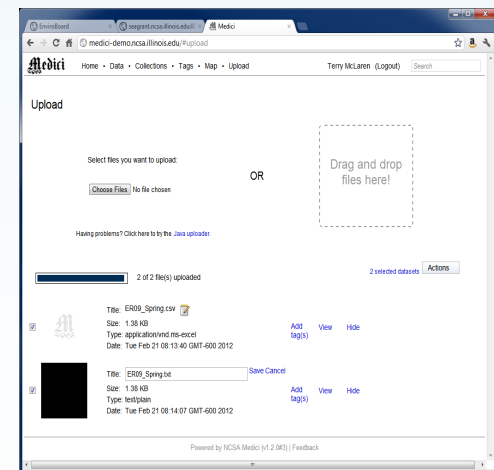 EnviroBoard
seagrant.ncsa.illinois.edu/
Medici
medici-demo.ncsa.illinois.edu/#upload
Medici
Home • Data • Collections • Tags • Map • Upload
Terry McLaren (Logout)
Search
Upload
Select files you want to upload:
Choose Files No file chosen
OR
Drag and drop
files here!
Having problems? Click here to try the Java uploader.
2 of 2 file(s) uploaded
2 selected datasets
Actions
Title: ER09_Spring.csv
Size: 1.38 KB
Type: application/vnd.ms-excel
Date: Tue Feb 21 08:13:40 GMT-600 2012
Add
tag(s)
View
Hide
Title: ER09_Spring.txt
Save Cancel
Size: 1.38 KB
Type: text/plain
Date: Tue Feb 21 08:14:07 GMT-600 2012
Add
tag(s)
View
Hide
Powered by NCSA Medici (v1.2.0#3) | Feedback